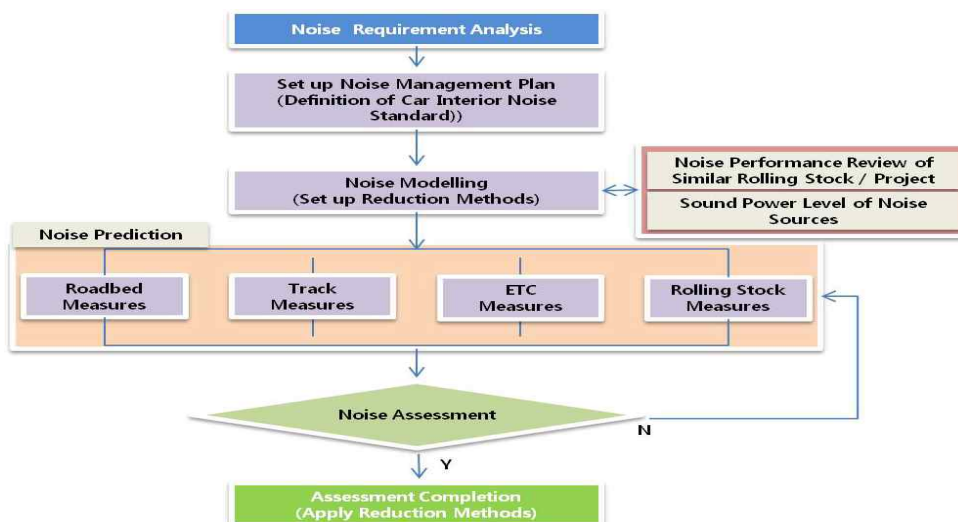 Noise Requirement Analysis
Set up Noise Management Plan
(Definition of Car Interior Noise
Standard))
Noise Modelling
(Set up Reduction Methods)
Noise Performance Review of
Similar Rolling Stock / Project
Sound Power Level of Noise
Sources
Noise Prediction
Roadbed
Measures
Track
Measures
ETC
Measures
Rolling Stock
Measures
Noise Assessment
N
Y
Assessment Completion
(Apply Reduction Methods)